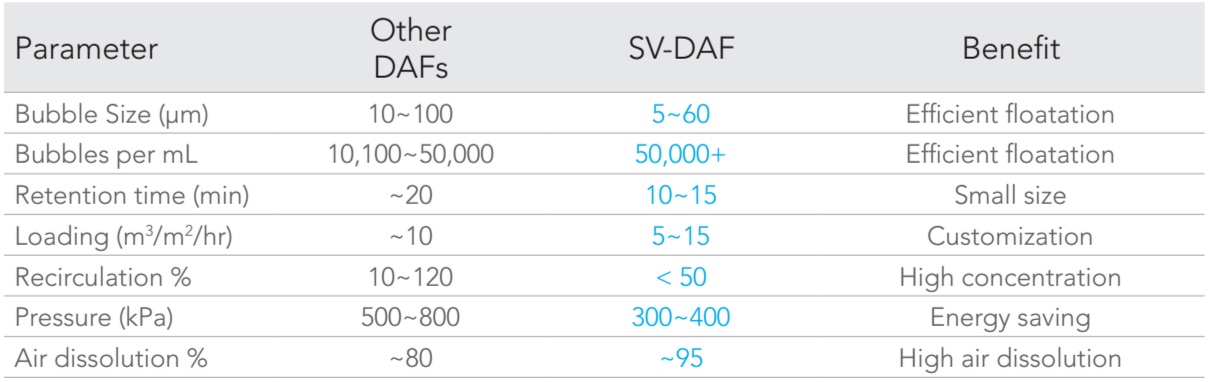 Parameter Other DAFs SV-DAF Benefit
Bubble Size (µm) 10~100 5~60 Efficient floatation
Bubbles per mL 10,100~50,000 50,000+ Efficient floatation
Retention time (min) ~20 10~15 Small size
Loading (m³/m²/hr) ~10 5~15 Customization
Recirculation % 10~120 < 50 High concentration
Pressure (kPa) 500~800 300~400 Energy saving
Air dissolution % ~80 ~95 High air dissolution